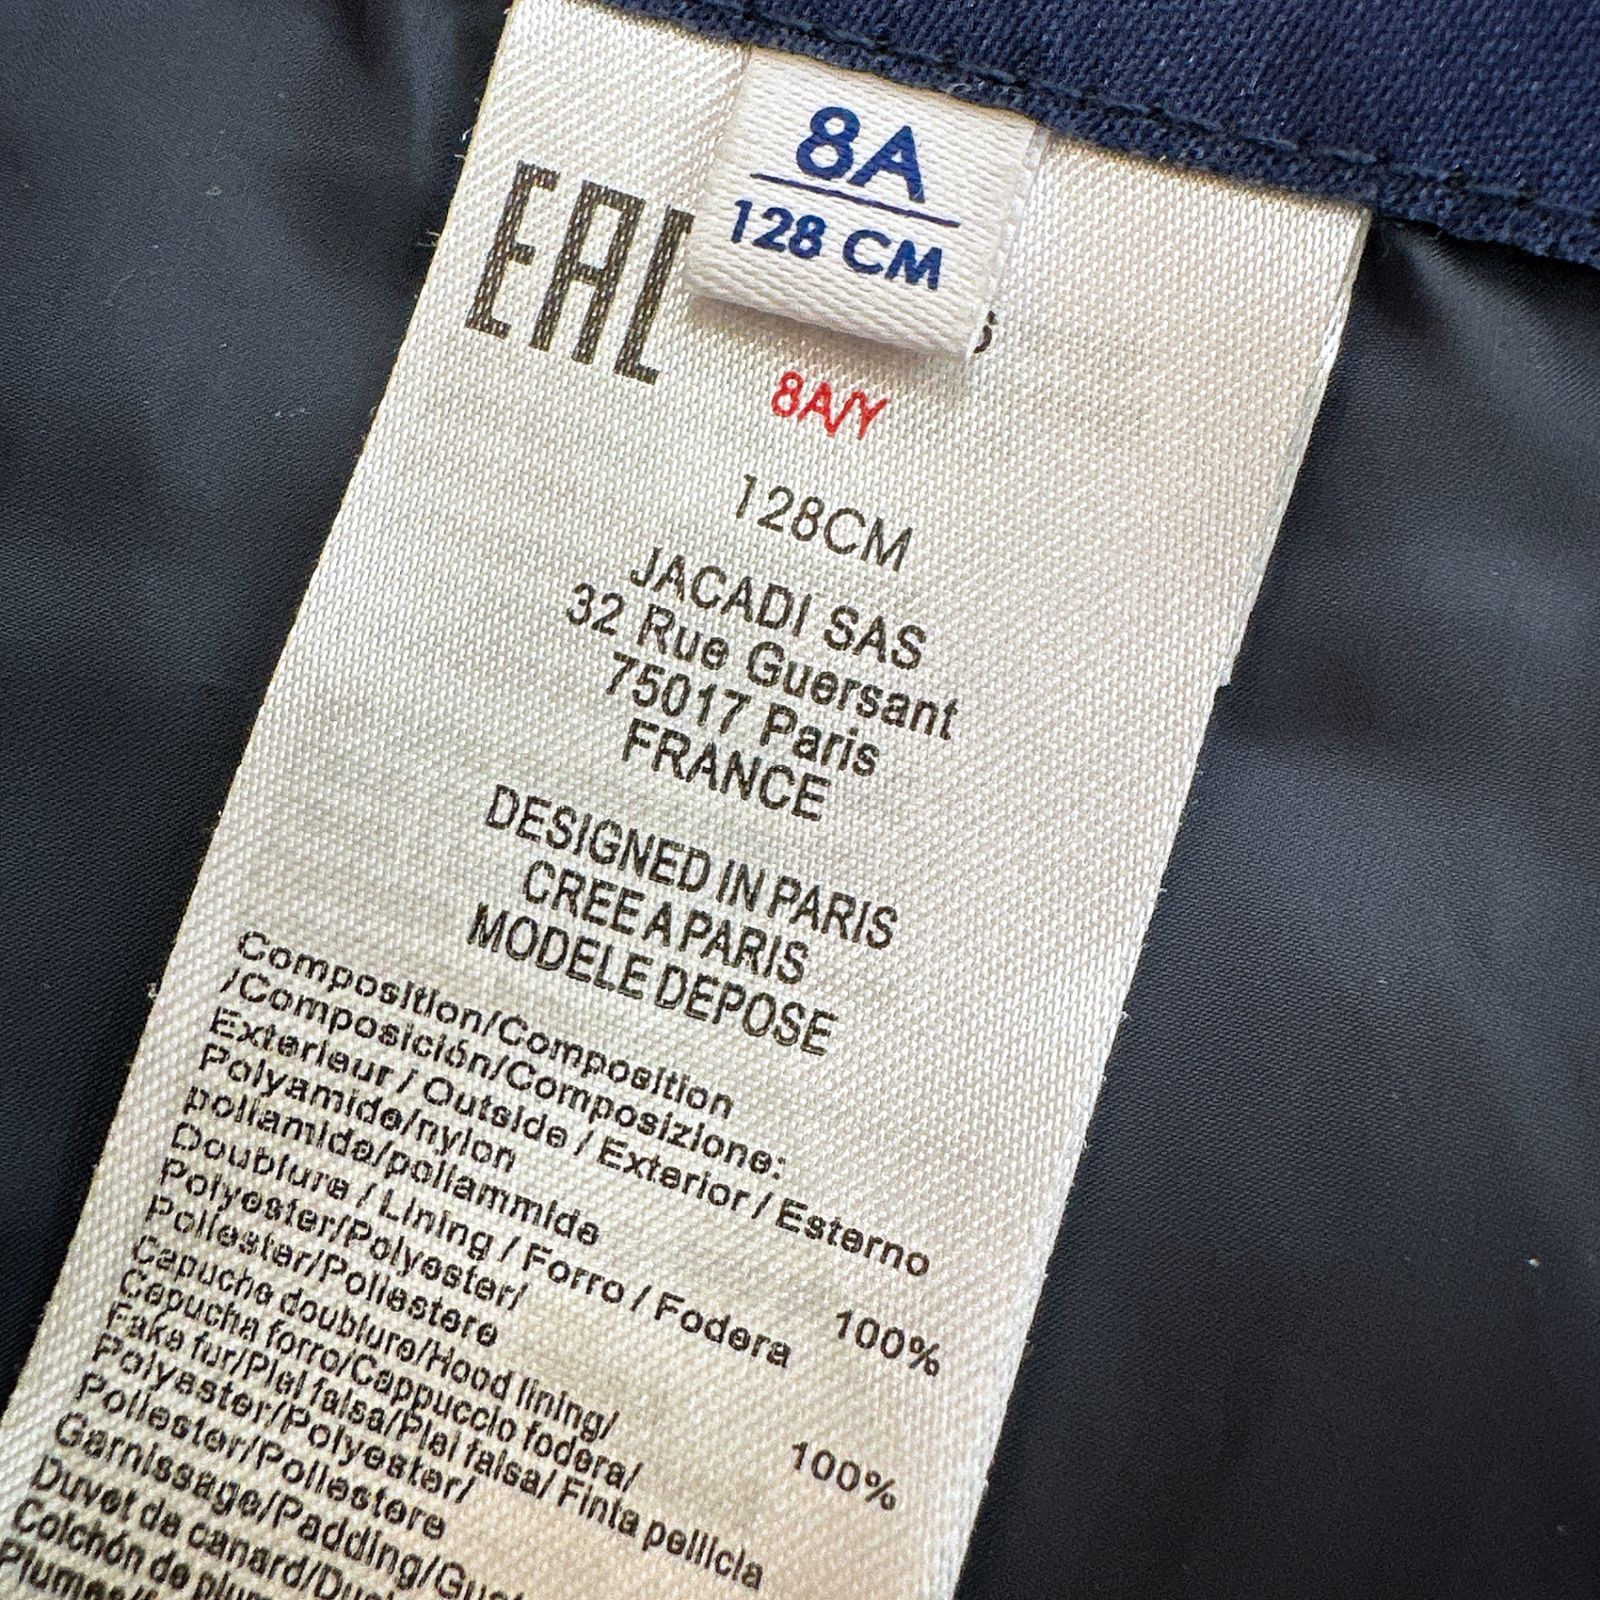 8A
128 CM
EAC
8A/Y
128CM
JACADI SAS
32 Rue Guersant
75017 Paris
FRANCE
DESIGNED IN PARIS
CREE A PARIS
MODELE DEPOSE
Composition/Composition
/Composición/Composizione:
Exterieur / Outside / Exterior / Esterno
Polyamide/nylon
poliamida/poliammide 100%
Doublure / Lining / Forro / Fodera
Polyester/Polyester/
Poliester/Poliestere 100%
Capuche doublure/Hood lining/
Capucha forro/Cappuccio fodera/
Fake fur/Piel falsa/Piel falsa/ Finta pelliccia
Polyester/Polyester/
Poliester/Poliestere
Garnissage/Padding/
Duvet de canard/
Colchón de